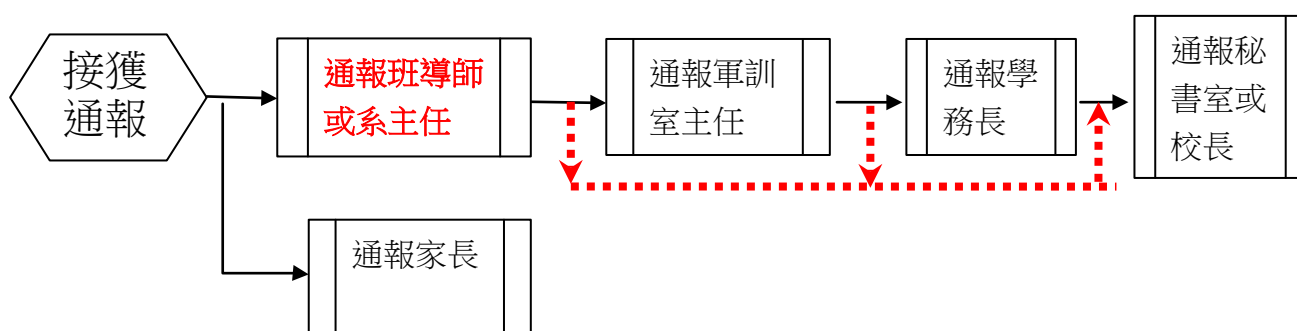 接獲
通報
通報班導師
或系主任
通報軍訓
室主任
通報學
務長
通報秘
書室或
校長
通報家長